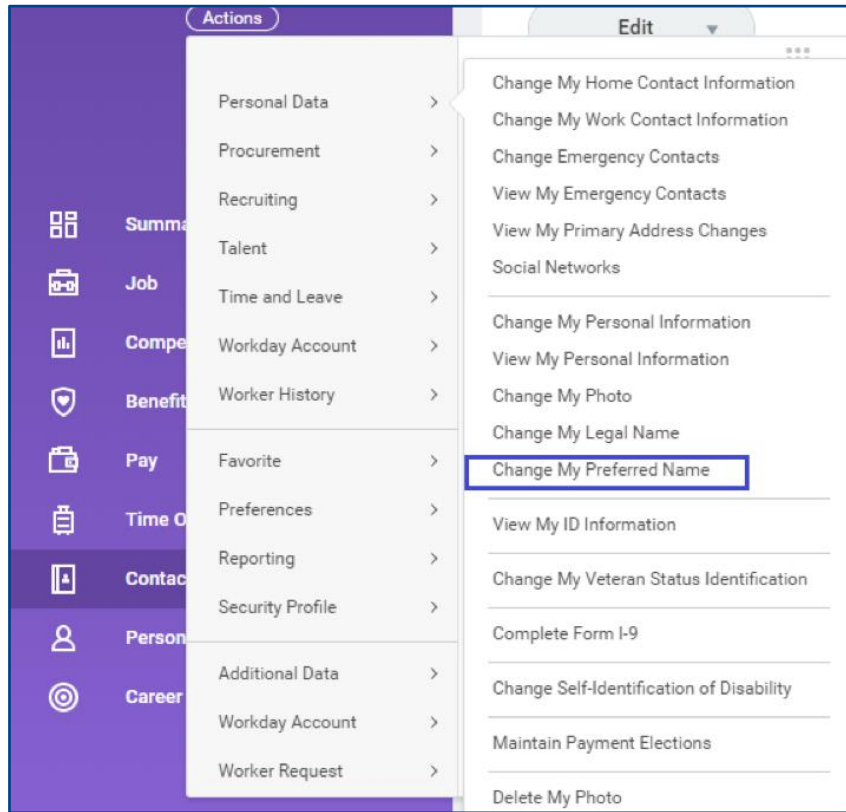 Actions
Edit
Summa
Job
Compe
Benefit
Pay
Time O
Contac
Person
Career
Personal Data
Procurement
Recruiting
Talent
Time and Leave
Workday Account
Worker History
Favorite
Preferences
Reporting
Security Profile
Additional Data
Workday Account
Worker Request
Change My Home Contact Information
Change My Work Contact Information
Change Emergency Contacts
View My Emergency Contacts
View My Primary Address Changes
Social Networks
Change My Personal Information
View My Personal Information
Change My Photo
Change My Legal Name
Change My Preferred Name
View My ID Information
Change My Veteran Status Identification
Complete Form I-9
Change Self-Identification of Disability
Maintain Payment Elections
Delete My Photo